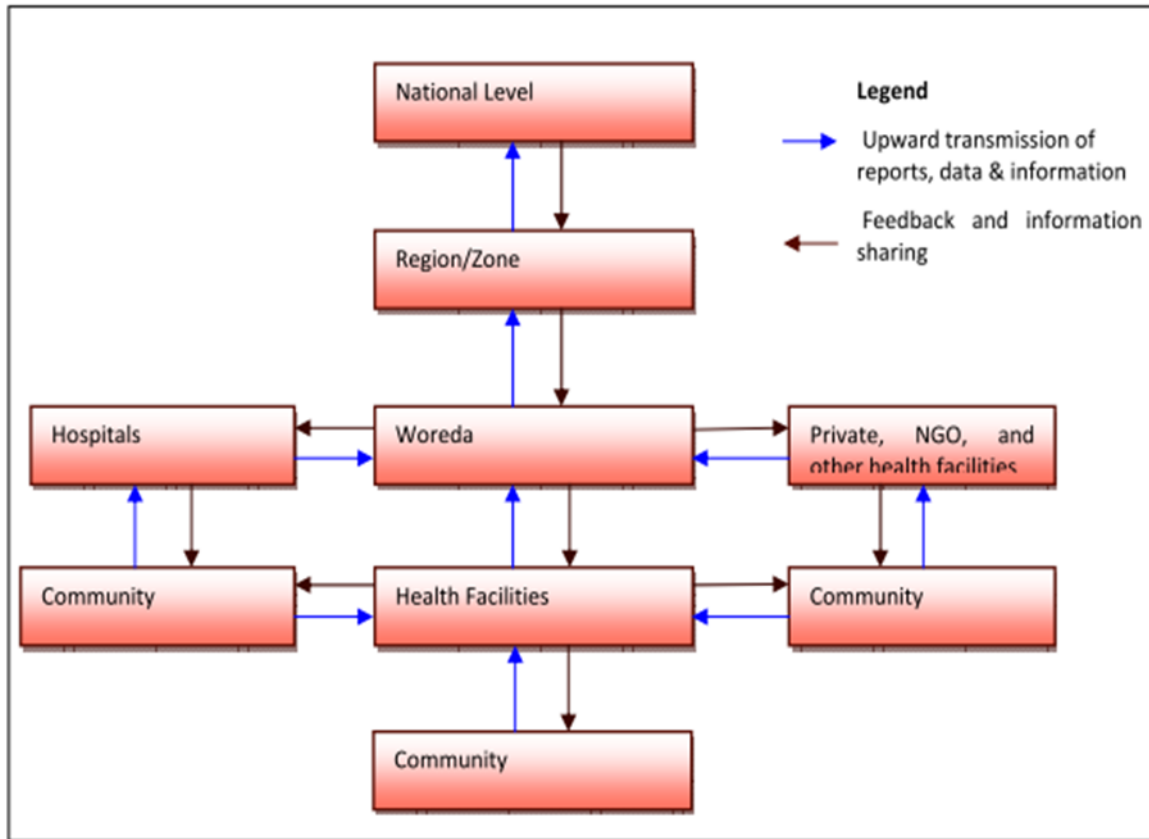 National Level
Legend
Upward transmission of
reports, data & information
Feedback and information
sharing
Region/Zone
Hospitals
Woreda
Private, NGO, and
other health facilities
Community
Health Facilities
Community
Community